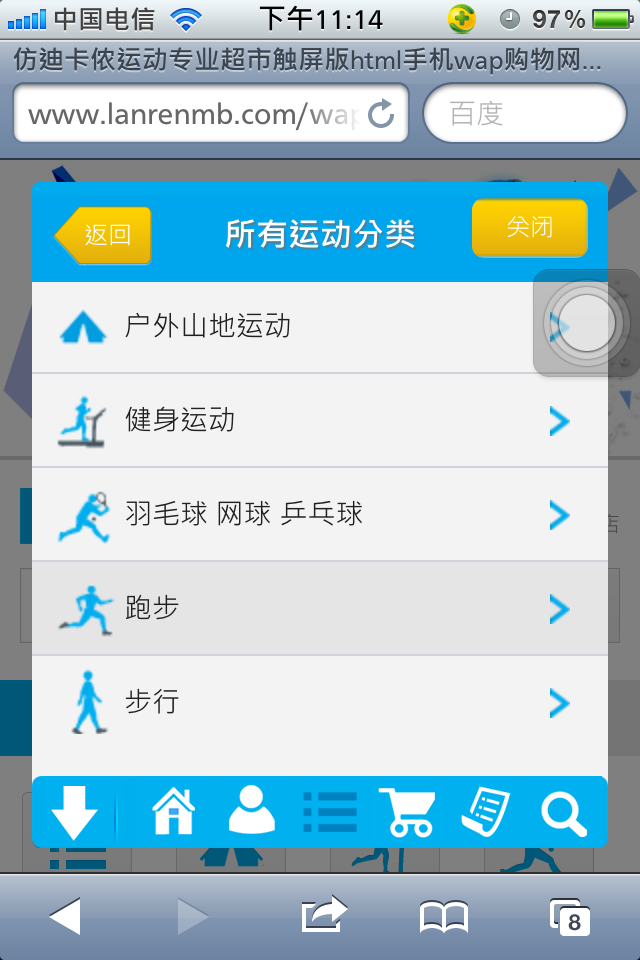 中国电信 下午11:14 97%
仿迪卡侬运动专业超市触屏版html手机wap购物网...
www.lanrenmb.com/wap 百度
返回 所有运动分类 关闭
户外山地运动
健身运动
羽毛球 网球 乒乓球
店
跑步
步行
8